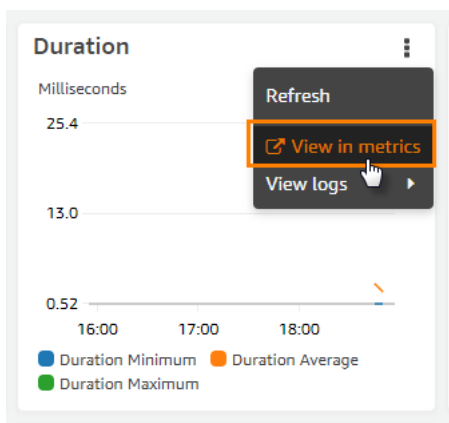 Duration
Milliseconds
Refresh
25.4
View in metrics
View logs
13.0
0.52
16:00 17:00 18:00
Duration Minimum Duration Average
Duration Maximum